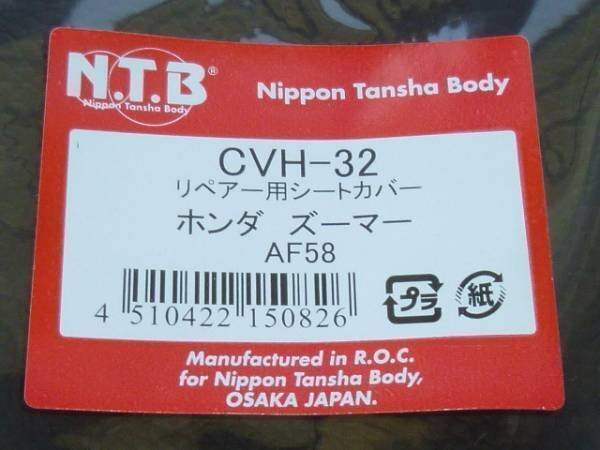 N.T.B®
Nippon Tansha Body
Nippon Tansha Body
CVH-32
リペアー用シートカバー
ホンダ ズーマー
AF58
4 510422 150826
プラ
紙
Manufactured in R.O.C.
for Nippon Tansha Body,
OSAKA JAPAN.